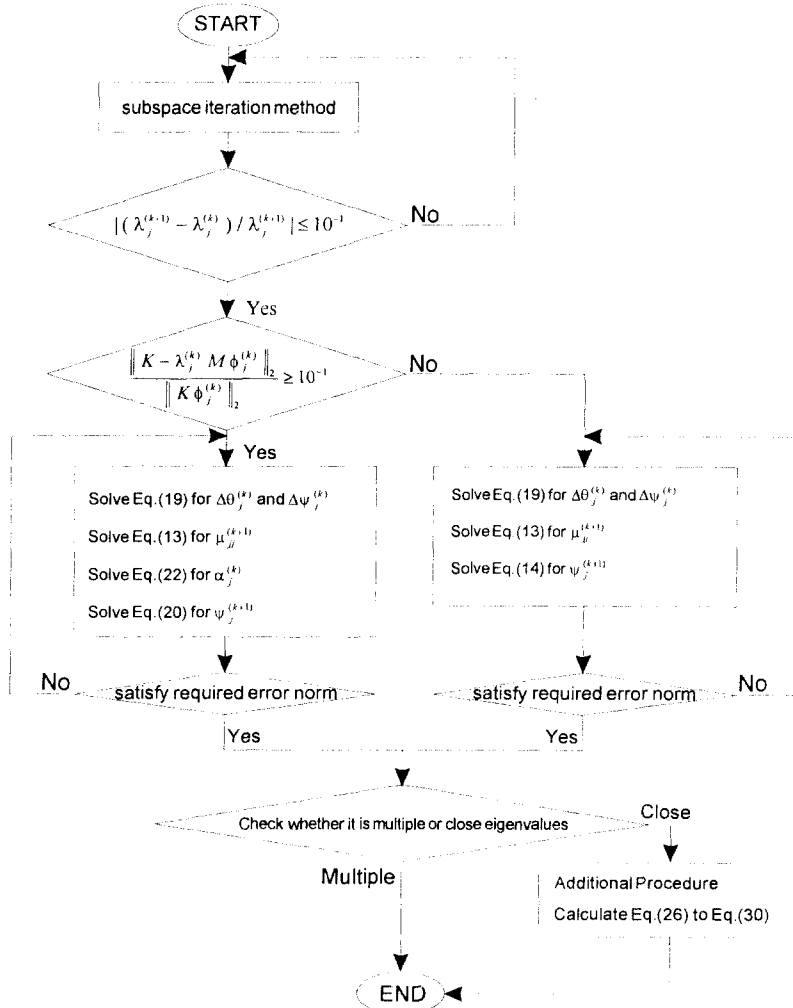 START
subspace iteration method
| ( λ_j^(k+1) − λ_j^(k) ) / λ_j^(k+1) | ≤ 10^−1
No
Yes
‖ K − λ_j^(k) M ϕ_j^(k) ‖_2
‖ K ϕ_j^(k) ‖_2
≥ 10^−1
No
Yes
Solve Eq.(19) for Δθ_j^(k) and Δψ_j^(k)
Solve Eq.(13) for μ_jj^(k+1)
Solve Eq.(22) for α_j^(k)
Solve Eq.(20) for ψ_j^(k+1)
Solve Eq.(19) for Δθ_j^(k) and Δψ_j^(k)
Solve Eq.(13) for μ_jj^(k+1)
Solve Eq.(14) for ψ_j^(k+1)
No
satisfy required error norm
Yes
satisfy required error norm
No
Yes
Check whether it is multiple or close eigenvalues
Close
Multiple
Additional Procedure
Calculate Eq.(26) to Eq.(30)
END